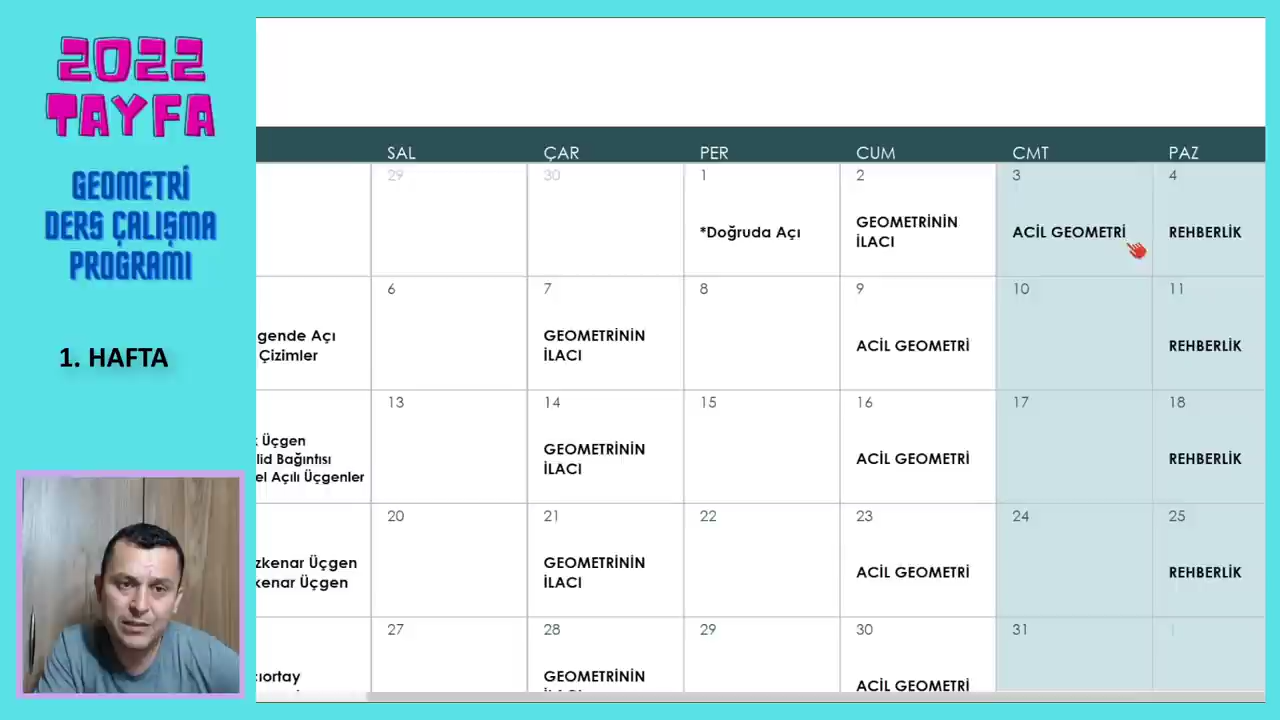 2022
TAYFA
GEOMETRİ
DERS ÇALIŞMA
PROGRAMI
1. HAFTA
SAL ÇAR PER CUM CMT PAZ
29 30 1 2 3 4
*Doğruda Açı
GEOMETRİNİN
İLACI
ACİL GEOMETRİ
REHBERLİK
6 7 8 9 10 11
gende Açı
Çizimler
GEOMETRİNİN
İLACI
ACİL GEOMETRİ
REHBERLİK
13 14 15 16 17 18
Üçgen
lid Bağıntısı
el Açılı Üçgenler
GEOMETRİNİN
İLACI
ACİL GEOMETRİ
REHBERLİK
20 21 22 23 24 25
zkenar Üçgen
kenar Üçgen
GEOMETRİNİN
İLACI
ACİL GEOMETRİ
REHBERLİK
27 28 29 30 31 1
ıortay
GEOMETRİNİN
ACİL GEOMETRİ